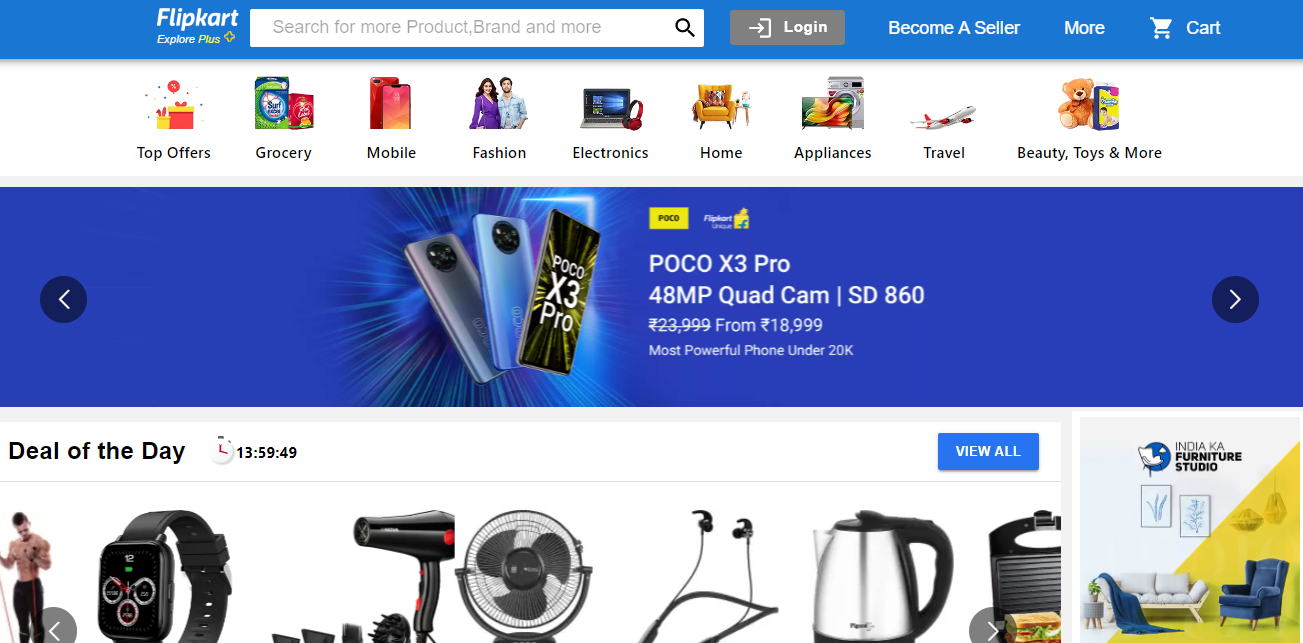 Flipkart
Explore Plus
Search for more Product,Brand and more
Login
Become A Seller
More
Cart
Top Offers
Grocery
Mobile
Fashion
Electronics
Home
Appliances
Travel
Beauty, Toys & More
POCO
Flipkart
Unique
POCO X3 Pro
48MP Quad Cam | SD 860
₹23,999 From ₹18,999
Most Powerful Phone Under 20K
POCO
X3
Pro
Deal of the Day
13:59:49
VIEW ALL
INDIA KA
FURNITURE
STUDIO